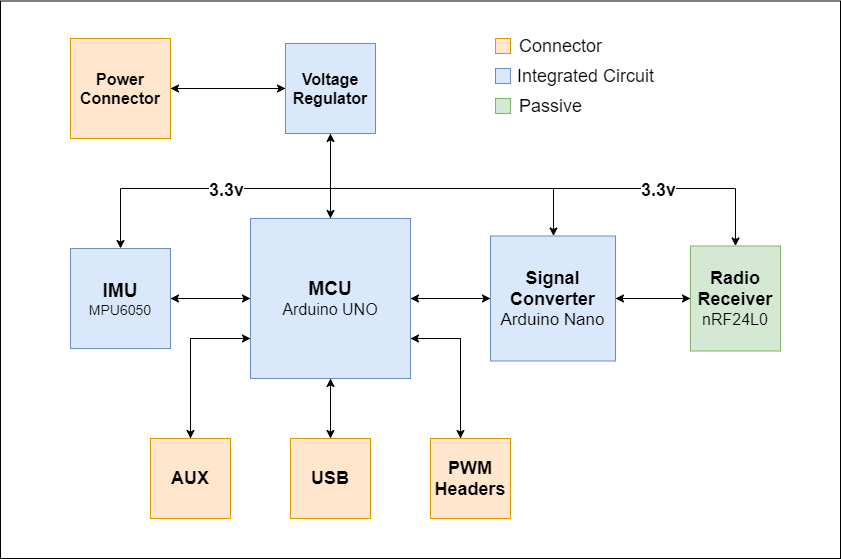 Power
Connector
Voltage
Regulator
Connector
Integrated Circuit
Passive
3.3v
3.3v
IMU
MPU6050
MCU
Arduino UNO
Signal
Converter
Arduino Nano
Radio
Receiver
nRF24L0
AUX
USB
PWM
Headers